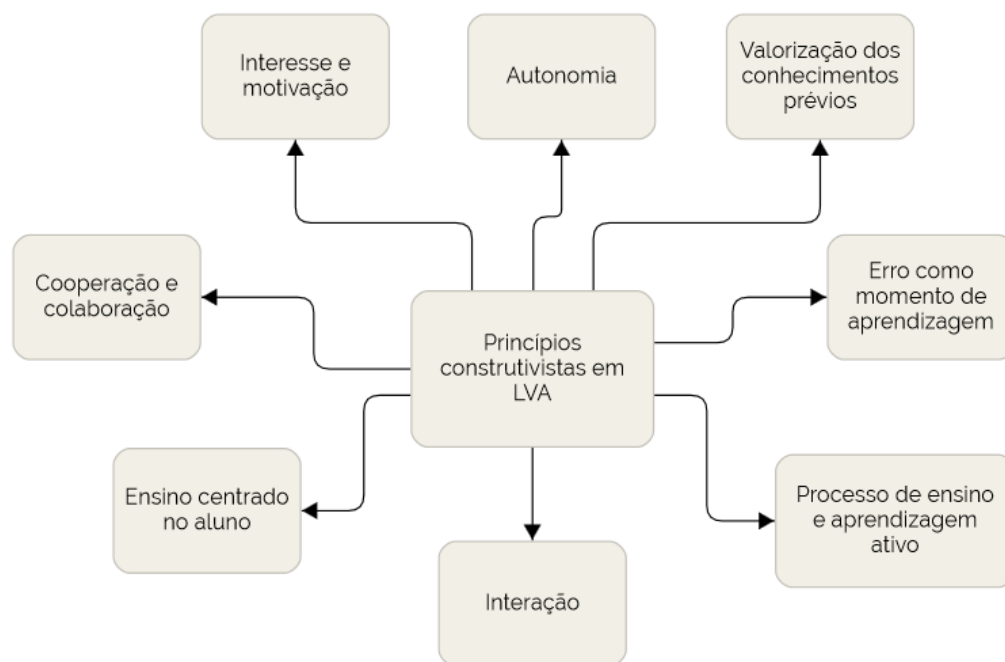 Interesse e
motivação
Autonomia
Valorização dos
conhecimentos
prévios
Cooperação e
colaboração
Erro como
momento de
aprendizagem
Princípios
construtivistas em
LVA
Ensino centrado
no aluno
Processo de ensino
e aprendizagem
ativo
Interação